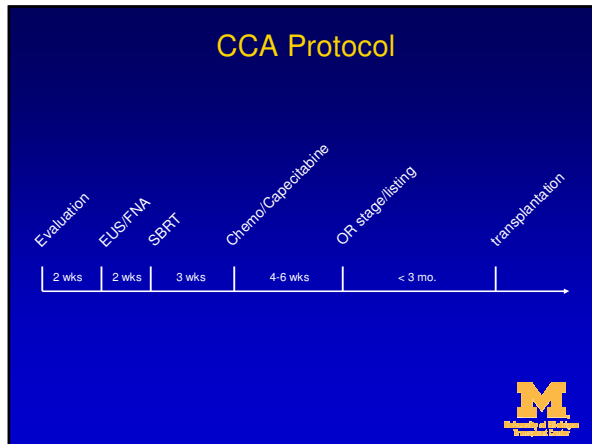 CCA Protocol
Evaluation
EUS/FNA
SBRT
Chemo/Capecitabine
OR stage/listing
transplantation
2 wks
2 wks
3 wks
4-6 wks
< 3 mo.
M
University of Michigan
Transplant Center